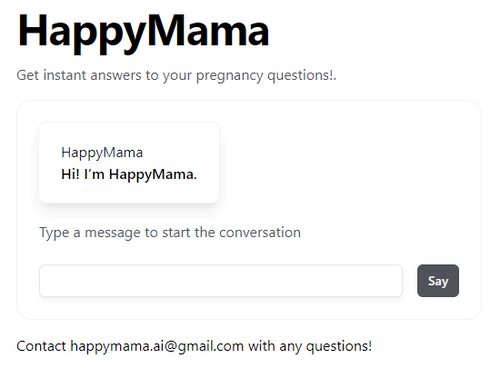 HappyMama
Get instant answers to your pregnancy questions!.
HappyMama
Hi! I'm HappyMama.
Type a message to start the conversation
Say
Contact happymama.ai@gmail.com with any questions!